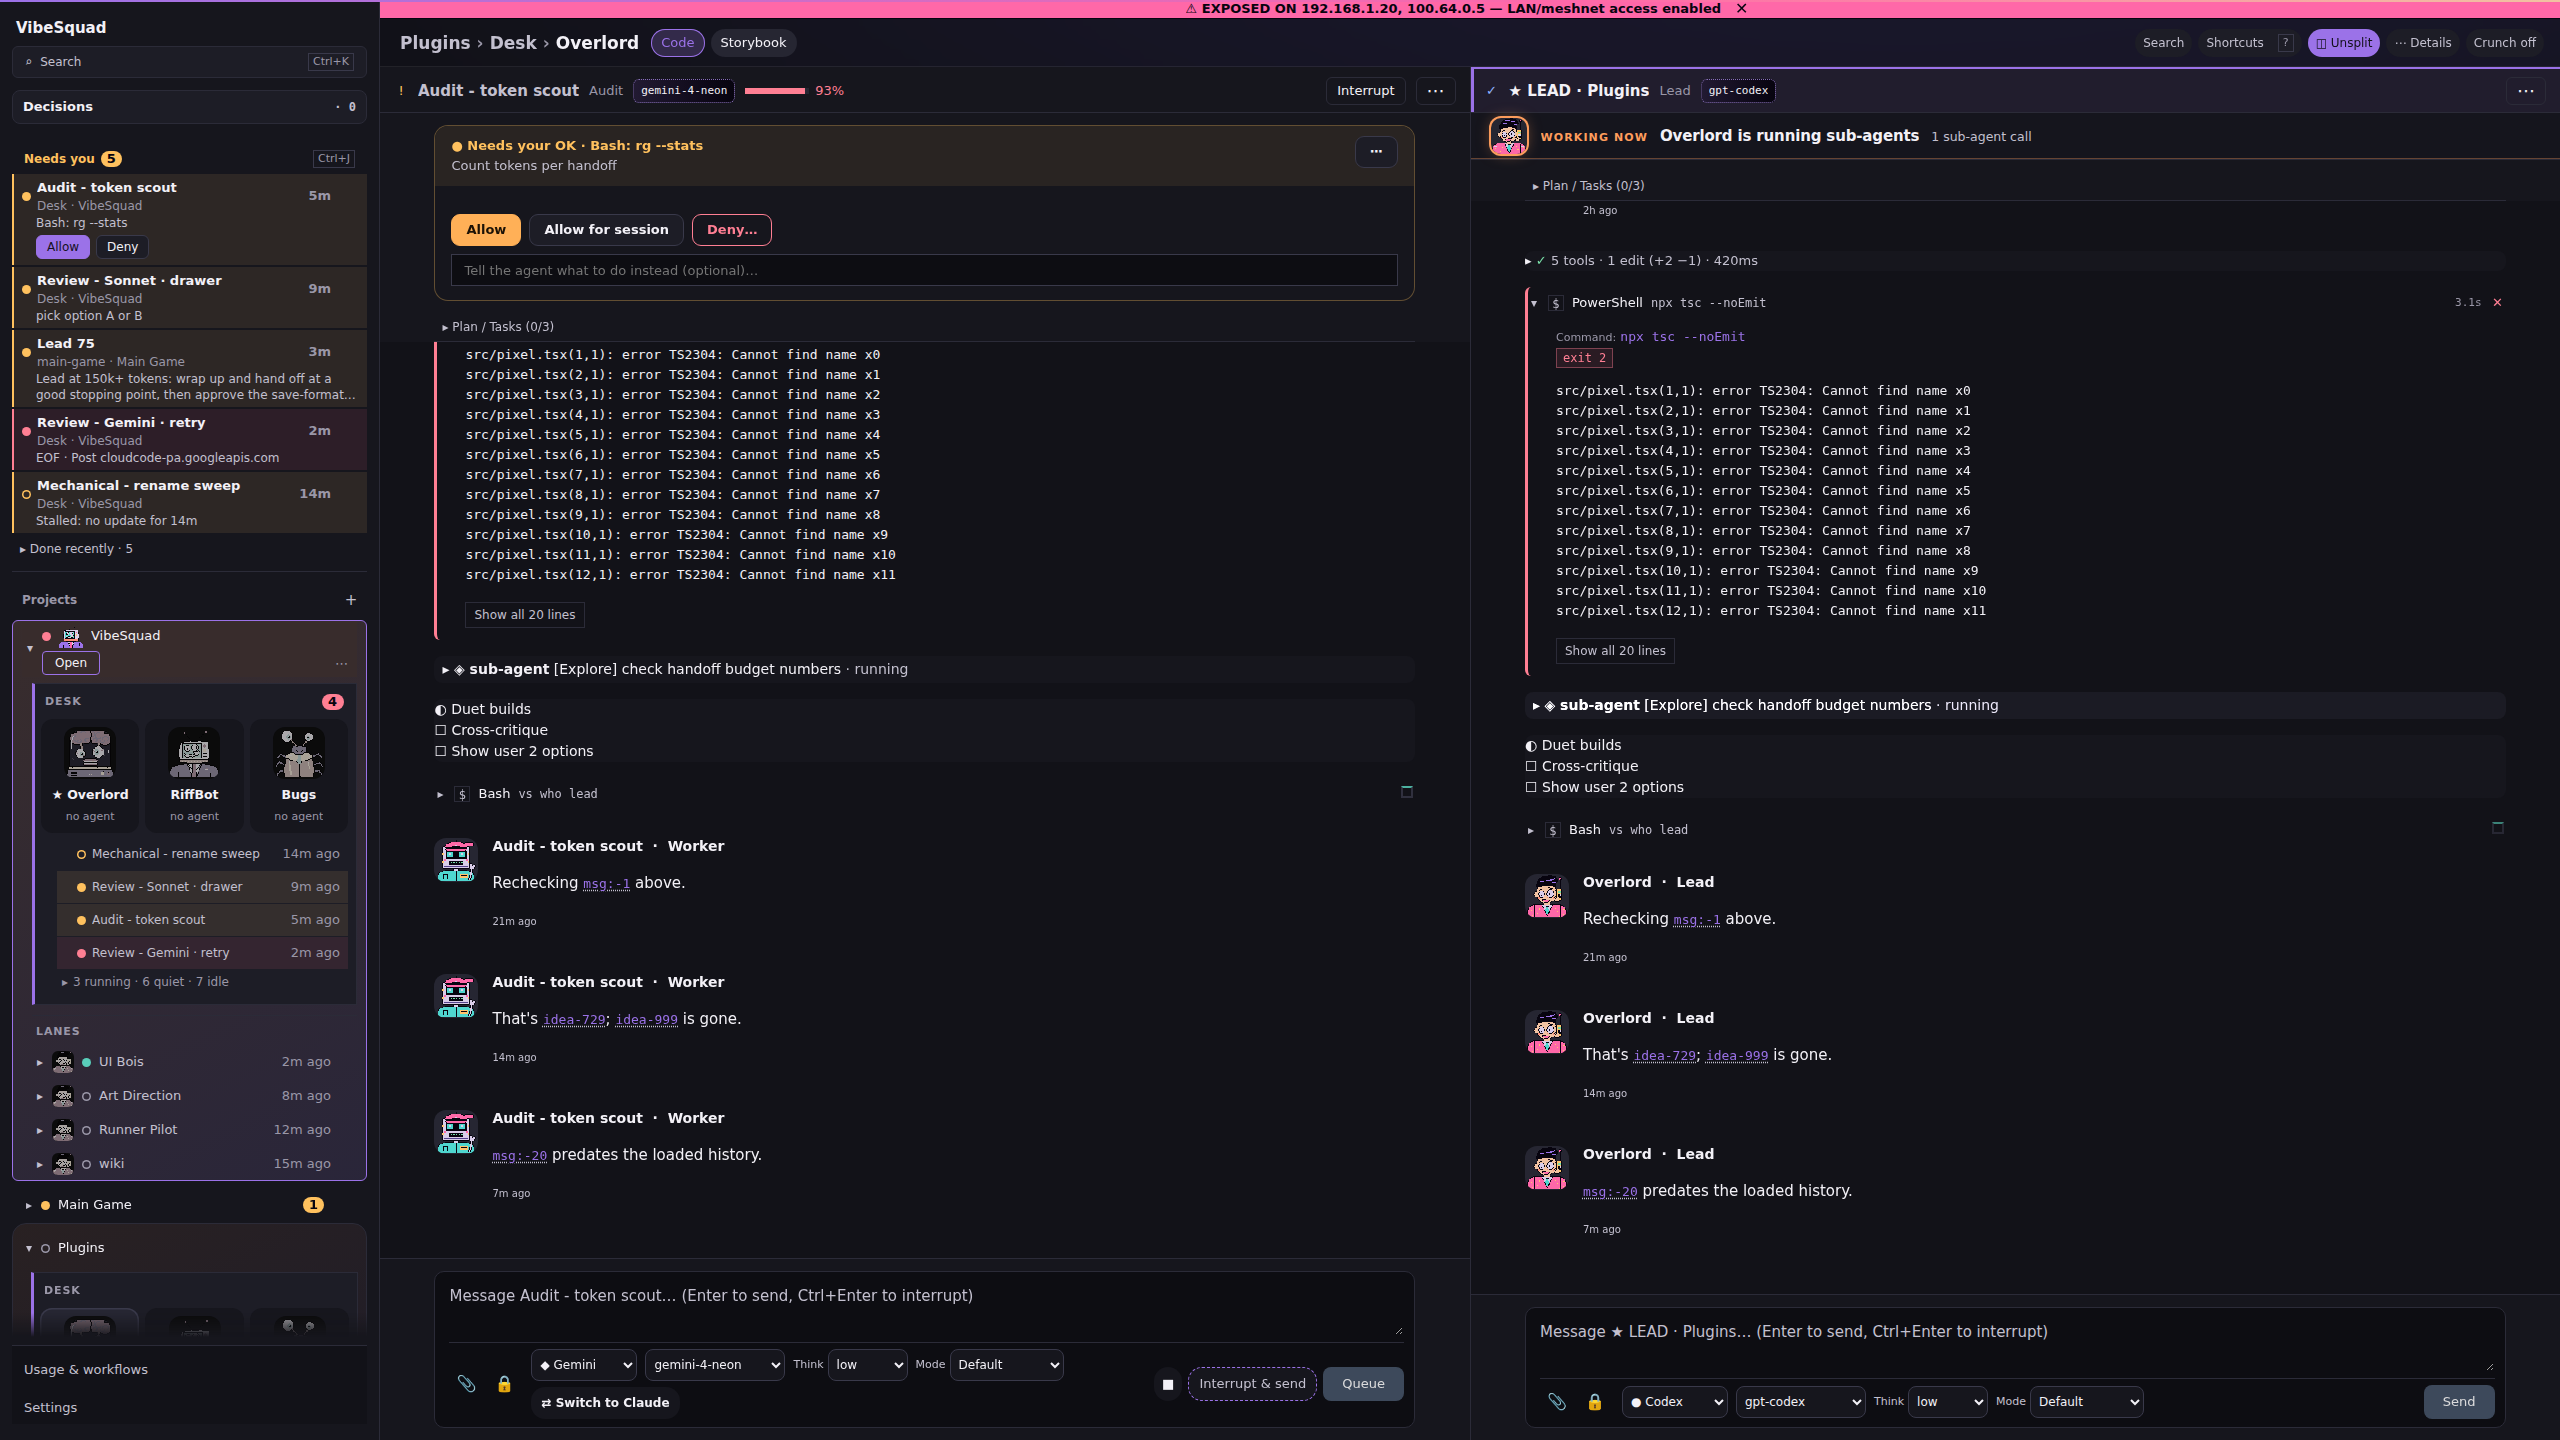 ⚠ EXPOSED ON 192.168.1.20, 100.64.0.5 — LAN/meshnet access enabled ✕
VibeSquad
⌕ Search Ctrl+K
Decisions · 0
Needs you 5 Ctrl+J
Audit - token scout 5m
Desk · VibeSquad
Bash: rg --stats
Allow Deny
Review - Sonnet · drawer 9m
Desk · VibeSquad
pick option A or B
Lead 75 3m
main-game · Main Game
Lead at 150k+ tokens: wrap up and hand off at a
good stopping point, then approve the save-format…
Review - Gemini · retry 2m
Desk · VibeSquad
EOF · Post cloudcode-pa.googleapis.com
Mechanical - rename sweep 14m
Desk · VibeSquad
Stalled: no update for 14m
▸ Done recently · 5
Projects +
▾ VibeSquad
Open ⋯
DESK 4
★ Overlord RiffBot Bugs
no agent no agent no agent
Mechanical - rename sweep 14m ago
Review - Sonnet · drawer 9m ago
Audit - token scout 5m ago
Review - Gemini · retry 2m ago
▸ 3 running · 6 quiet · 7 idle
LANES
▸ UI Bois 2m ago
▸ Art Direction 8m ago
▸ Runner Pilot 12m ago
▸ wiki 15m ago
▸ Main Game 1
▾ Plugins
DESK
Usage & workflows
Settings
Plugins › Desk › Overlord Code Storybook
Search Shortcuts ? ◫ Unsplit ⋯ Details Crunch off
! Audit - token scout Audit gemini-4-neon 93% Interrupt ⋯
● Needs your OK · Bash: rg --stats ⋯
Count tokens per handoff
Allow Allow for session Deny…
Tell the agent what to do instead (optional)…
▸ Plan / Tasks (0/3)
src/pixel.tsx(1,1): error TS2304: Cannot find name x0
src/pixel.tsx(2,1): error TS2304: Cannot find name x1
src/pixel.tsx(3,1): error TS2304: Cannot find name x2
src/pixel.tsx(4,1): error TS2304: Cannot find name x3
src/pixel.tsx(5,1): error TS2304: Cannot find name x4
src/pixel.tsx(6,1): error TS2304: Cannot find name x5
src/pixel.tsx(7,1): error TS2304: Cannot find name x6
src/pixel.tsx(8,1): error TS2304: Cannot find name x7
src/pixel.tsx(9,1): error TS2304: Cannot find name x8
src/pixel.tsx(10,1): error TS2304: Cannot find name x9
src/pixel.tsx(11,1): error TS2304: Cannot find name x10
src/pixel.tsx(12,1): error TS2304: Cannot find name x11
Show all 20 lines
▸ ◈ sub-agent [Explore] check handoff budget numbers · running
◐ Duet builds
☐ Cross-critique
☐ Show user 2 options
▸ $ Bash vs who lead
Audit - token scout · Worker
Rechecking msg:-1 above.
21m ago
Audit - token scout · Worker
That's idea-729; idea-999 is gone.
14m ago
Audit - token scout · Worker
msg:-20 predates the loaded history.
7m ago
Message Audit - token scout… (Enter to send, Ctrl+Enter to interrupt)
📎 🔒 ◆ Gemini gemini-4-neon Think low Mode Default
⇄ Switch to Claude
■ Interrupt & send Queue
✓ ★ LEAD · Plugins Lead gpt-codex ⋯
WORKING NOW Overlord is running sub-agents 1 sub-agent call
▸ Plan / Tasks (0/3)
2h ago
▸ ✓ 5 tools · 1 edit (+2 −1) · 420ms
▾ $ PowerShell npx tsc --noEmit 3.1s ✕
Command: npx tsc --noEmit
exit 2
src/pixel.tsx(1,1): error TS2304: Cannot find name x0
src/pixel.tsx(2,1): error TS2304: Cannot find name x1
src/pixel.tsx(3,1): error TS2304: Cannot find name x2
src/pixel.tsx(4,1): error TS2304: Cannot find name x3
src/pixel.tsx(5,1): error TS2304: Cannot find name x4
src/pixel.tsx(6,1): error TS2304: Cannot find name x5
src/pixel.tsx(7,1): error TS2304: Cannot find name x6
src/pixel.tsx(8,1): error TS2304: Cannot find name x7
src/pixel.tsx(9,1): error TS2304: Cannot find name x8
src/pixel.tsx(10,1): error TS2304: Cannot find name x9
src/pixel.tsx(11,1): error TS2304: Cannot find name x10
src/pixel.tsx(12,1): error TS2304: Cannot find name x11
Show all 20 lines
▸ ◈ sub-agent [Explore] check handoff budget numbers · running
◐ Duet builds
☐ Cross-critique
☐ Show user 2 options
▸ $ Bash vs who lead
Overlord · Lead
Rechecking msg:-1 above.
21m ago
Overlord · Lead
That's idea-729; idea-999 is gone.
14m ago
Overlord · Lead
msg:-20 predates the loaded history.
7m ago
Message ★ LEAD · Plugins… (Enter to send, Ctrl+Enter to interrupt)
📎 🔒 ● Codex gpt-codex Think low Mode Default Send